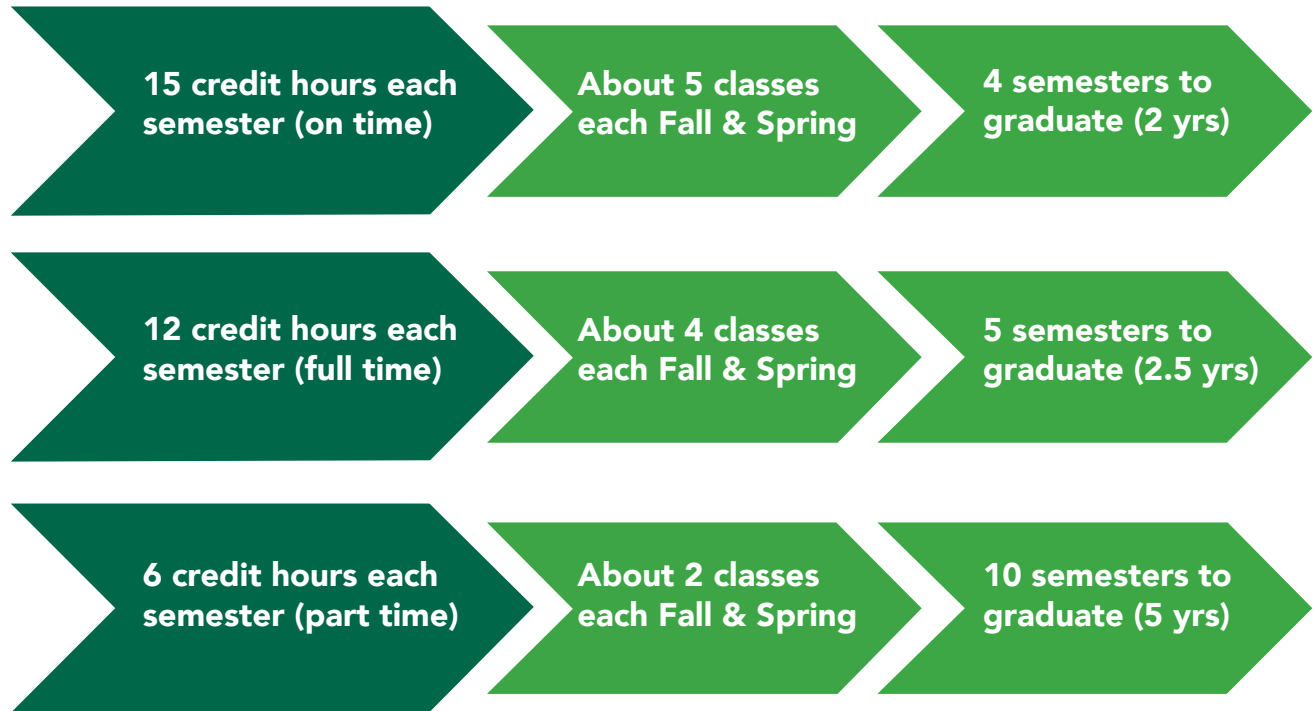 15 credit hours each
semester (on time)
About 5 classes
each Fall & Spring
4 semesters to
graduate (2 yrs)
12 credit hours each
semester (full time)
About 4 classes
each Fall & Spring
5 semesters to
graduate (2.5 yrs)
6 credit hours each
semester (part time)
About 2 classes
each Fall & Spring
10 semesters to
graduate (5 yrs)